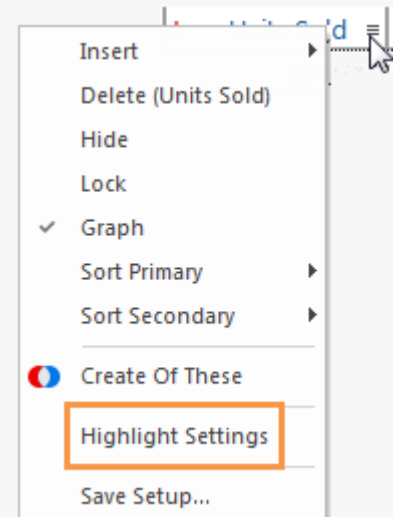 Units Sold
Insert
Delete (Units Sold)
Hide
Lock
Graph
Sort Primary
Sort Secondary
Create Of These
Highlight Settings
Save Setup...